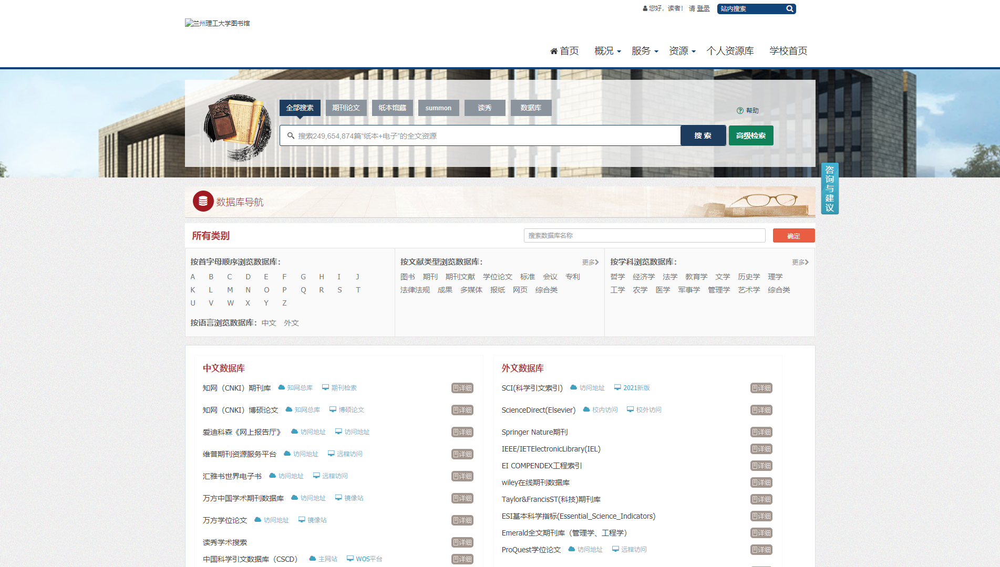 您好，读者！ 请 登录 站内搜索
兰州理工大学图书馆
首页 概况 服务 资源 个人资源库 学校首页
全部搜索 期刊论文 纸本馆藏 summon 读秀 数据库
帮助
搜索249,654,874篇“纸本+电子”的全文资源 搜 索 高级检索
咨询与建议
数据库导航
所有类别 搜索数据库名称 确定
按首字母顺序浏览数据库：
A B C D E F G H I J
K L M N O P Q R S T
U V W X Y Z
按语言浏览数据库： 中文 外文
按文献类型浏览数据库： 更多
图书 期刊 期刊文献 学位论文 标准 会议 专利
法律法规 成果 多媒体 报纸 网页 综合类
按学科浏览数据库： 更多
哲学 经济学 法学 教育学 文学 历史学 理学
工学 农学 医学 军事学 管理学 艺术学 综合类
中文数据库
知网（CNKI）期刊库 知网总库 期刊检索 详细
知网（CNKI）博硕论文 知网总库 博硕论文 详细
爱迪科森《网上报告厅》 访问地址 访问地址 详细
维普期刊资源服务平台 访问地址 远程访问 详细
汇雅书世界电子书 访问地址 远程访问 详细
万方中国学术期刊数据库 访问地址 镜像站 详细
万方学位论文 访问地址 镜像站 详细
读秀学术搜索 详细
中国科学引文数据库（CSCD） 主网站 WOS平台 详细
外文数据库
SCI(科学引文索引) 访问地址 2021新版 详细
ScienceDirect(Elsevier) 校内访问 校外访问 详细
Springer Nature期刊 详细
IEEE/IETElectronicLibrary(IEL) 详细
EI COMPENDEX工程索引 详细
wiley在线期刊数据库 详细
Taylor&FrancisST(科技)期刊库 详细
ESI基本科学指标(Essential_Science_Indicators) 详细
Emerald全文期刊库（管理学、工程学） 详细
ProQuest学位论文 访问地址 远程访问 详细